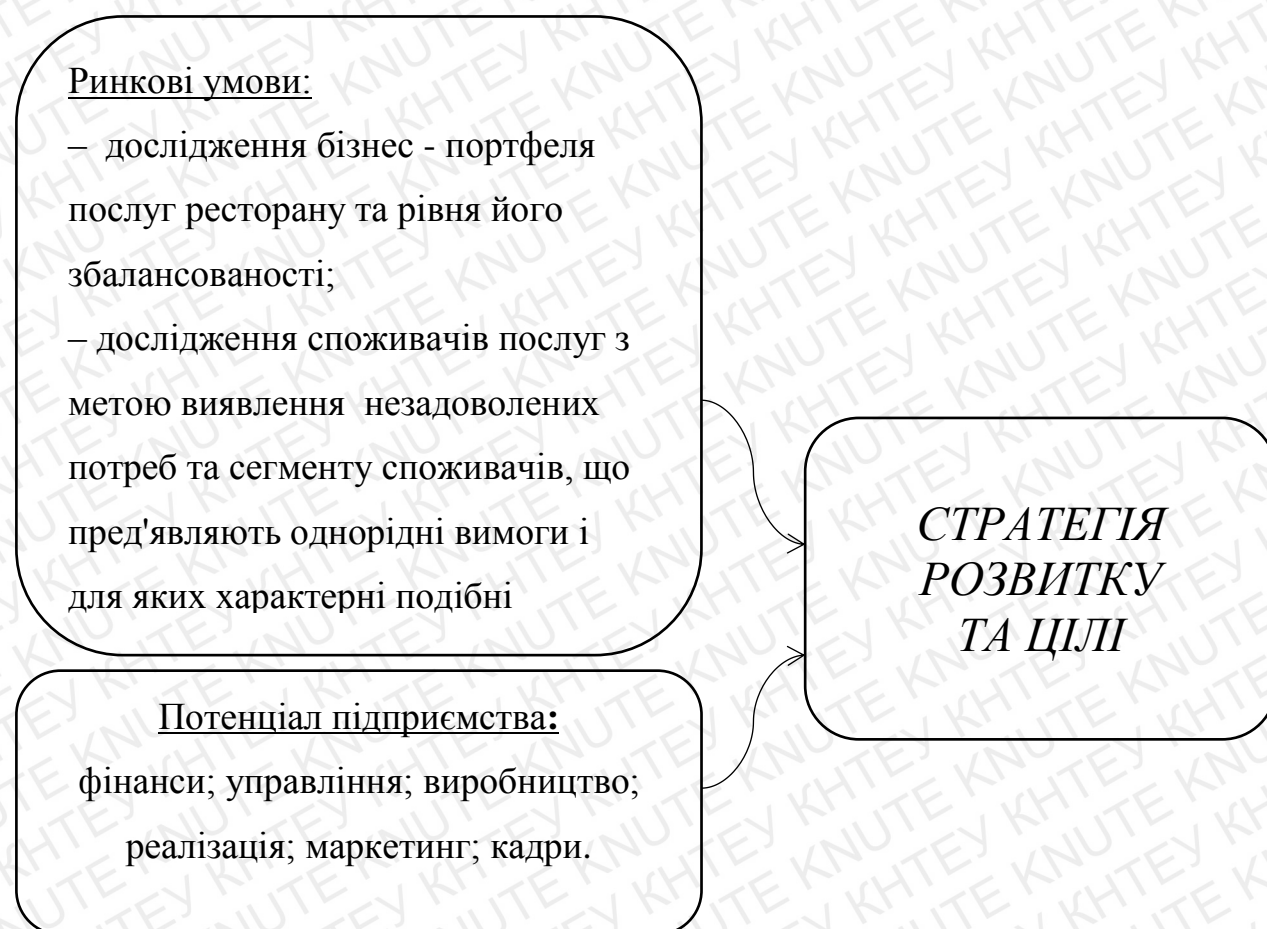 Ринкові умови:
– дослідження бізнес - портфеля
послуг ресторану та рівня його
збалансованості;
– дослідження споживачів послуг з
метою виявлення незадоволених
потреб та сегменту споживачів, що
пред'являють однорідні вимоги і
для яких характерні подібні
Потенціал підприємства:
фінанси; управління; виробництво;
реалізація; маркетинг; кадри.
СТРАТЕГІЯ
РОЗВИТКУ
ТА ЦІЛІ